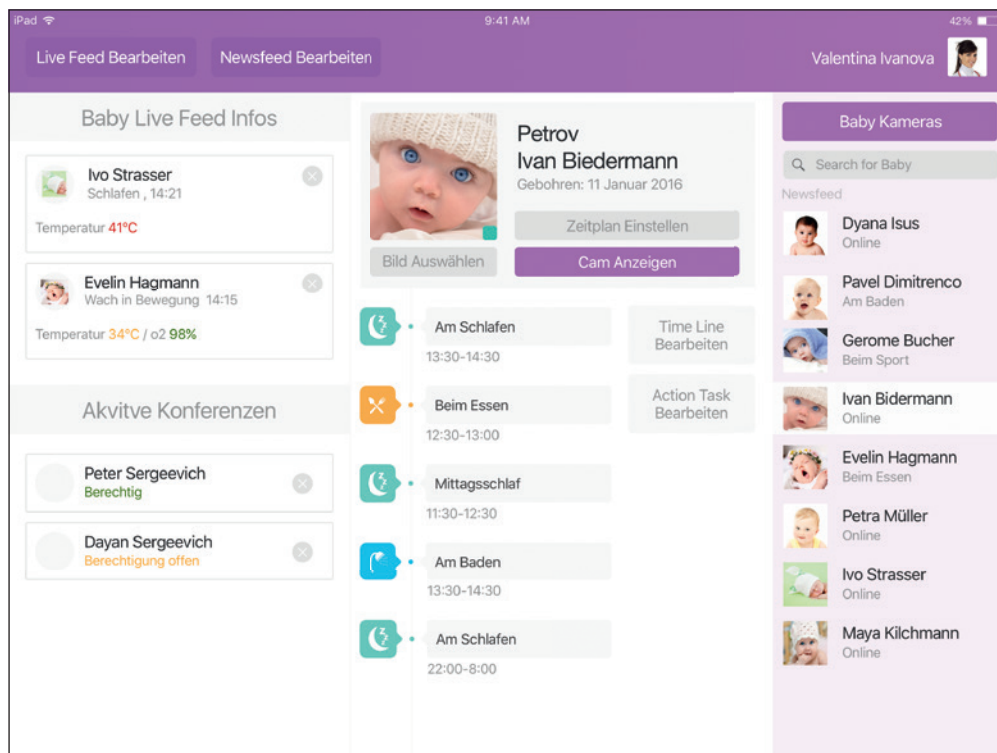 iPad 9:41 AM 42%
Live Feed Bearbeiten
Newsfeed Bearbeiten
Valentina Ivanova
Baby Live Feed Infos
Ivo Strasser
Schlafen , 14:21
Temperatur 41°C
Evelin Hagmann
Wach in Bewegung 14:15
Temperatur 34°C / o2 98%
Akvitve Konferenzen
Peter Sergeevich
Berechtig
Dayan Sergeevich
Berechtigung offen
Petrov
Ivan Biedermann
Gebohren: 11 Januar 2016
Zeitplan Einstellen
Bild Auswählen
Cam Anzeigen
Am Schlafen
13:30-14:30
Beim Essen
12:30-13:00
Mittagsschlaf
11:30-12:30
Am Baden
13:30-14:30
Am Schlafen
22:00-8:00
Time Line
Bearbeiten
Action Task
Bearbeiten
Baby Kameras
Search for Baby
Newsfeed
Dyana Isus
Online
Pavel Dimitrenco
Am Baden
Gerome Bucher
Beim Sport
Ivan Bidermann
Online
Evelin Hagmann
Beim Essen
Petra Müller
Online
Ivo Strasser
Online
Maya Kilchmann
Online